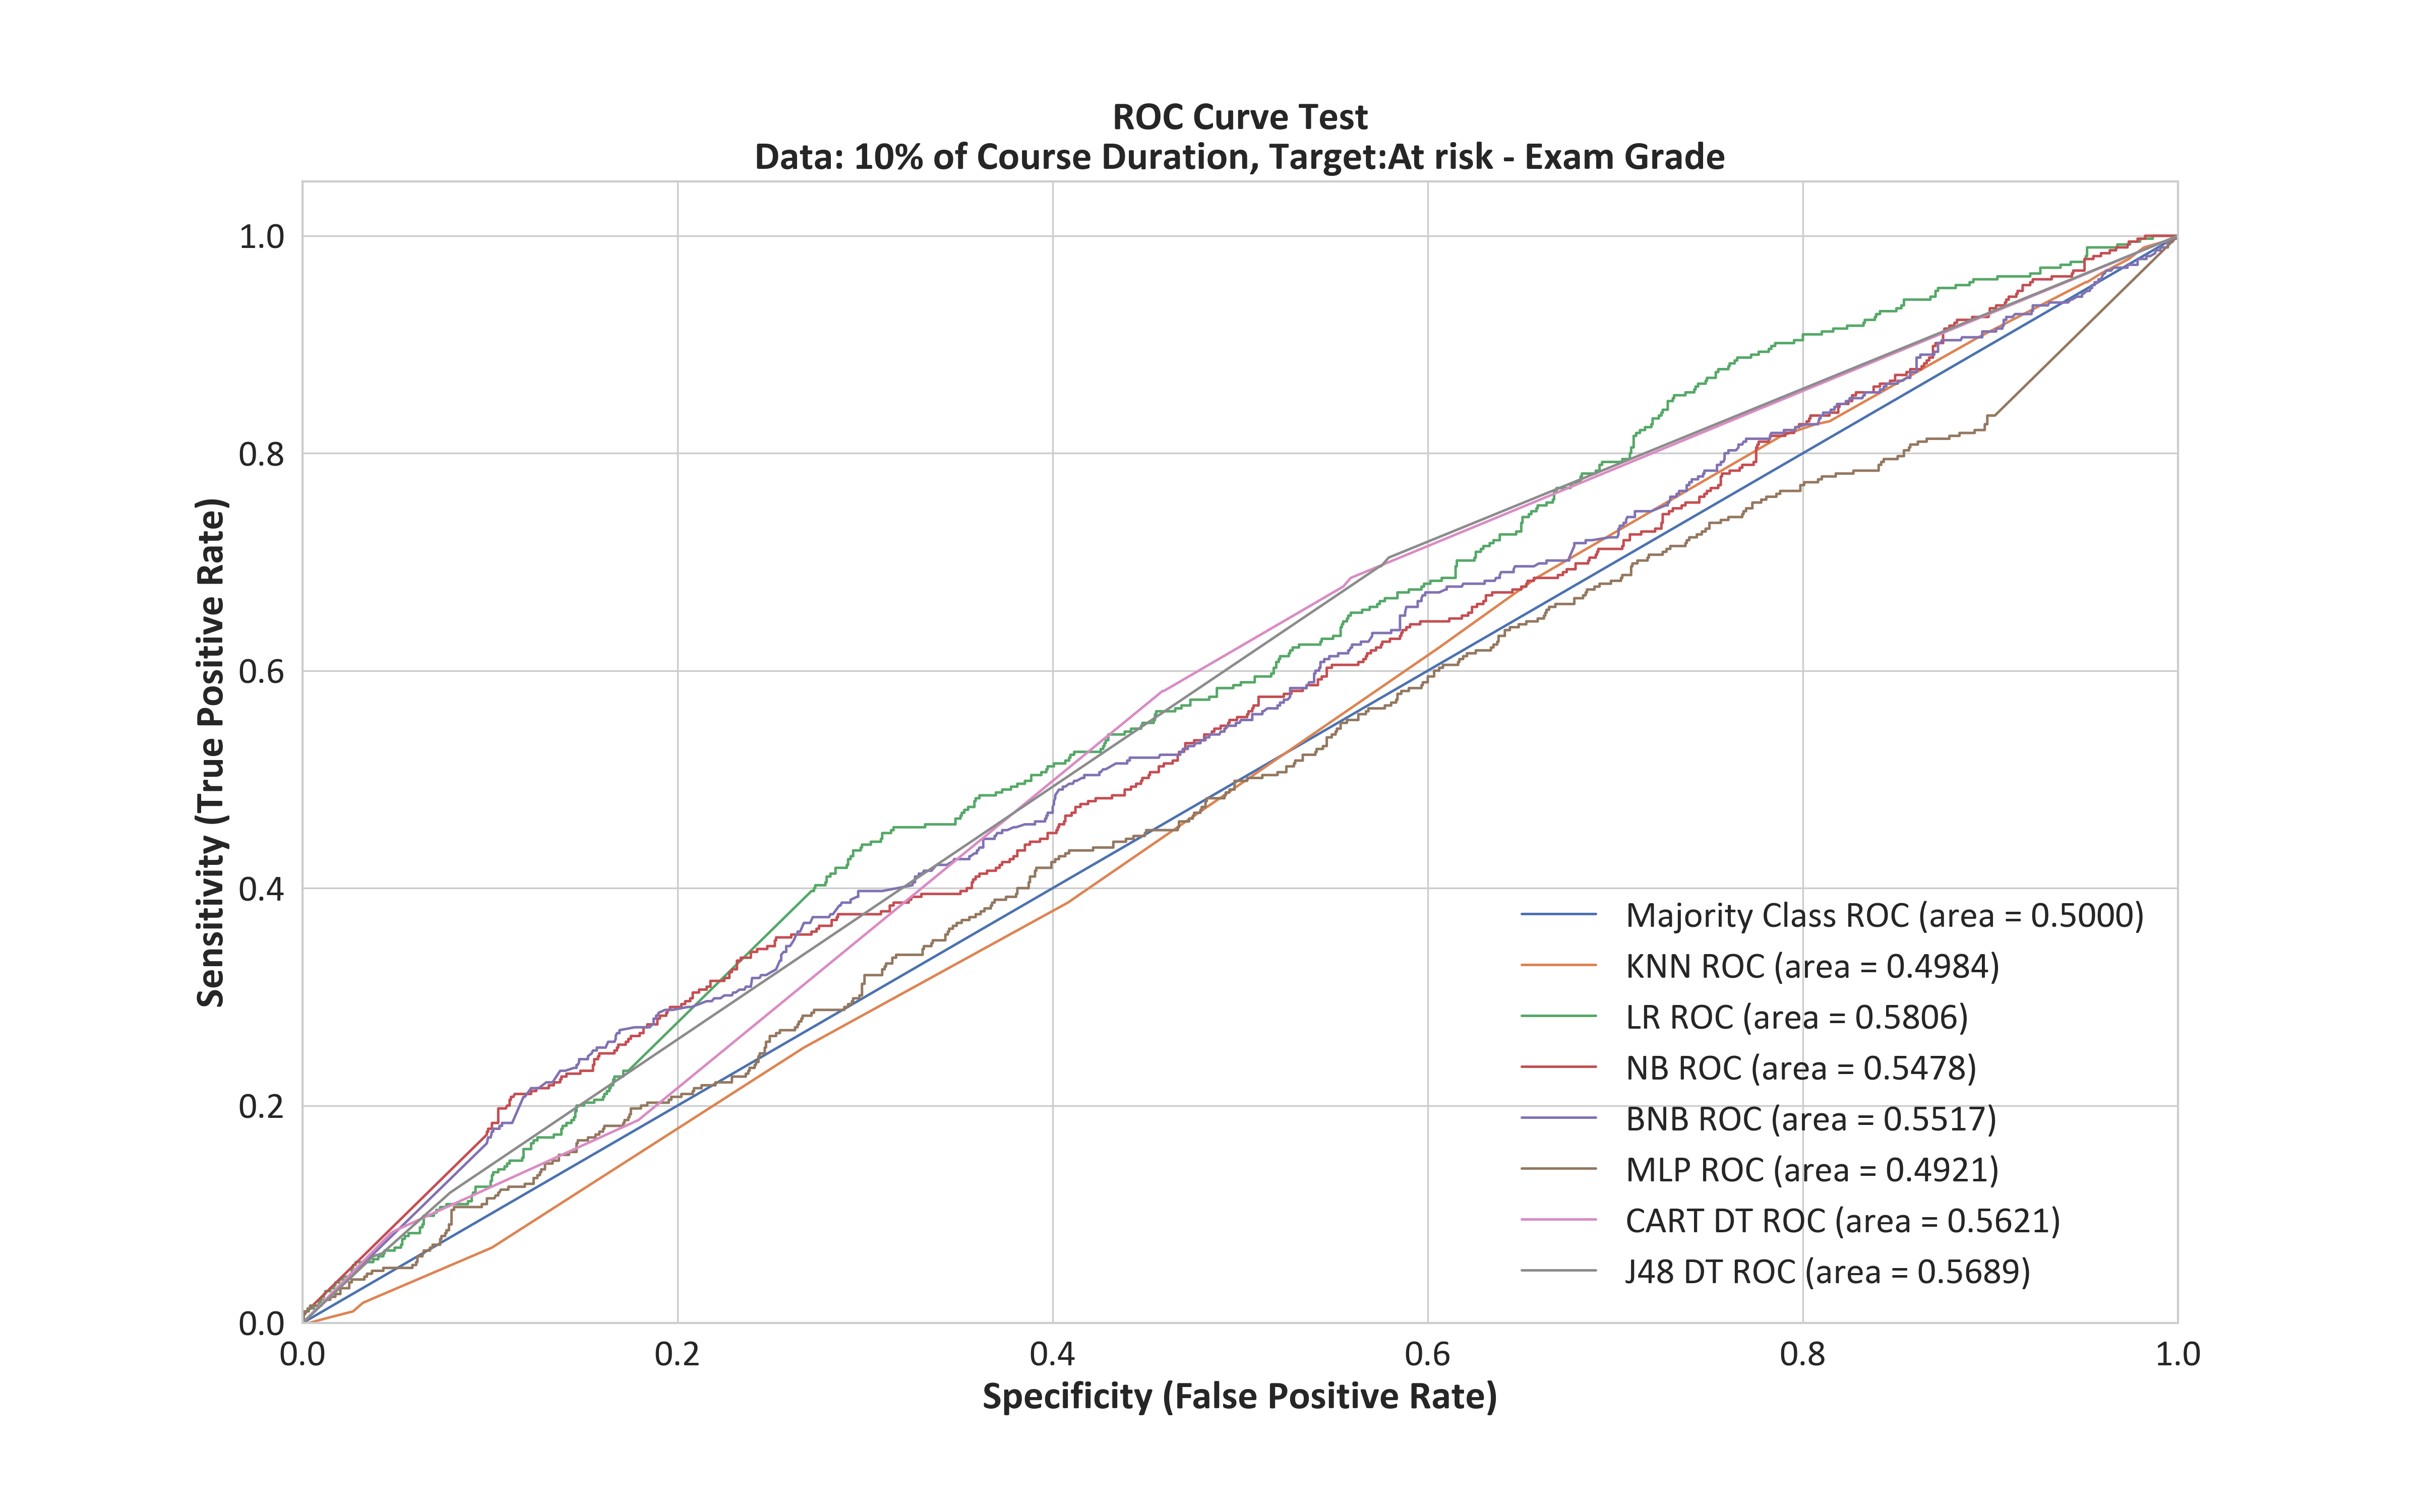 ROC Curve Test
Data: 10% of Course Duration, Target:At risk - Exam Grade
Sensitivity (True Positive Rate)
1.0
0.8
0.6
0.4
0.2
0.0
Majority Class ROC (area = 0.5000)
KNN ROC (area = 0.4984)
LR ROC (area = 0.5806)
NB ROC (area = 0.5478)
BNB ROC (area = 0.5517)
MLP ROC (area = 0.4921)
CART DT ROC (area = 0.5621)
J48 DT ROC (area = 0.5689)
0.0 0.2 0.4 0.6 0.8 1.0
Specificity (False Positive Rate)